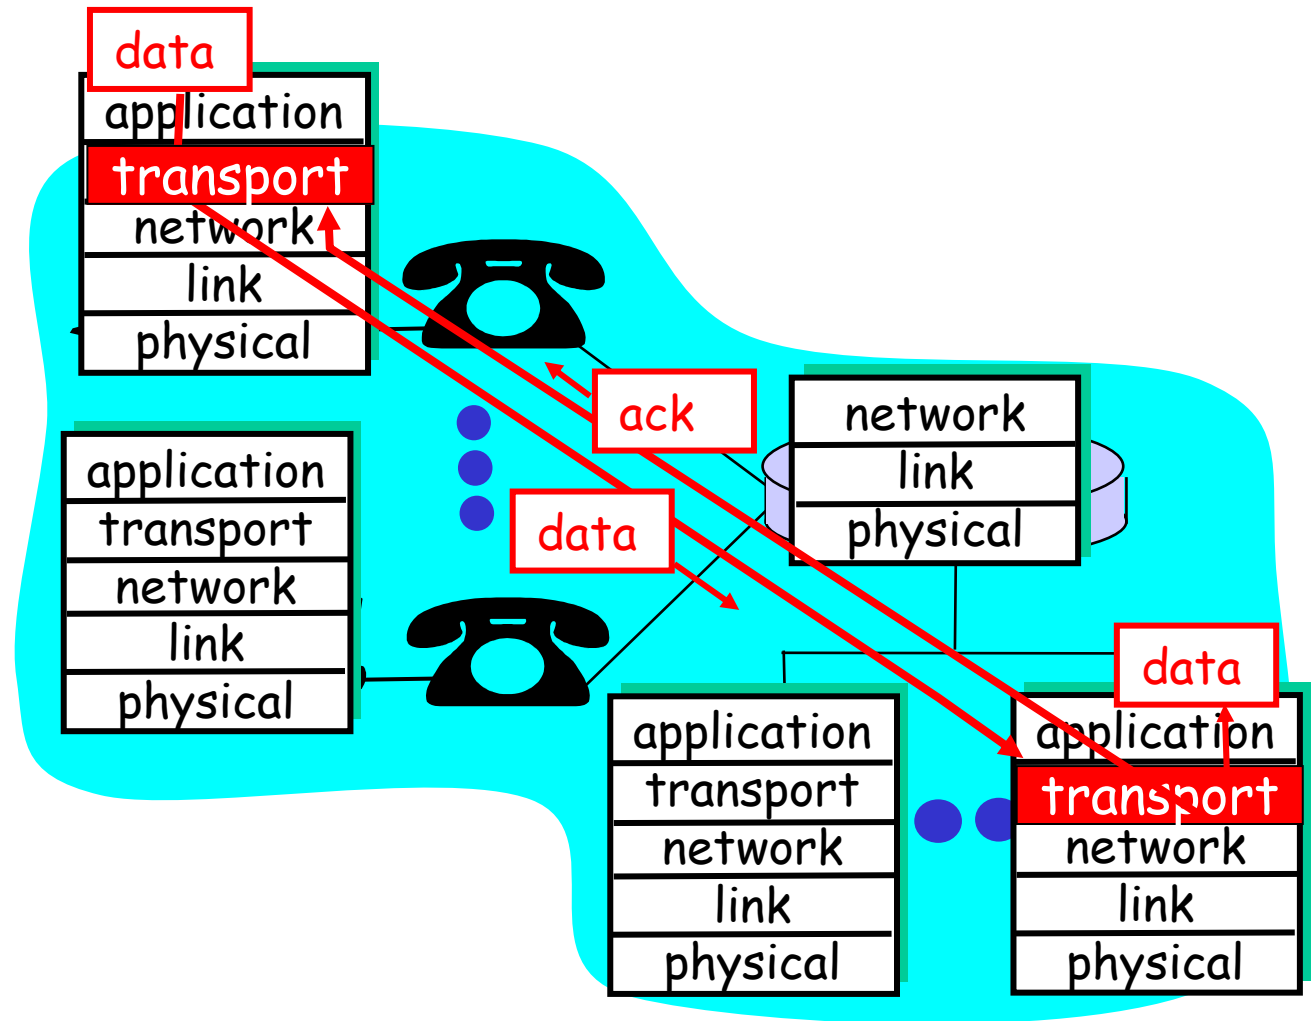 data
application
transport
network
link
physical
ack
network
link
physical
application
transport
network
link
physical
data
data
application
transport
network
link
physical
application
transport
network
link
physical